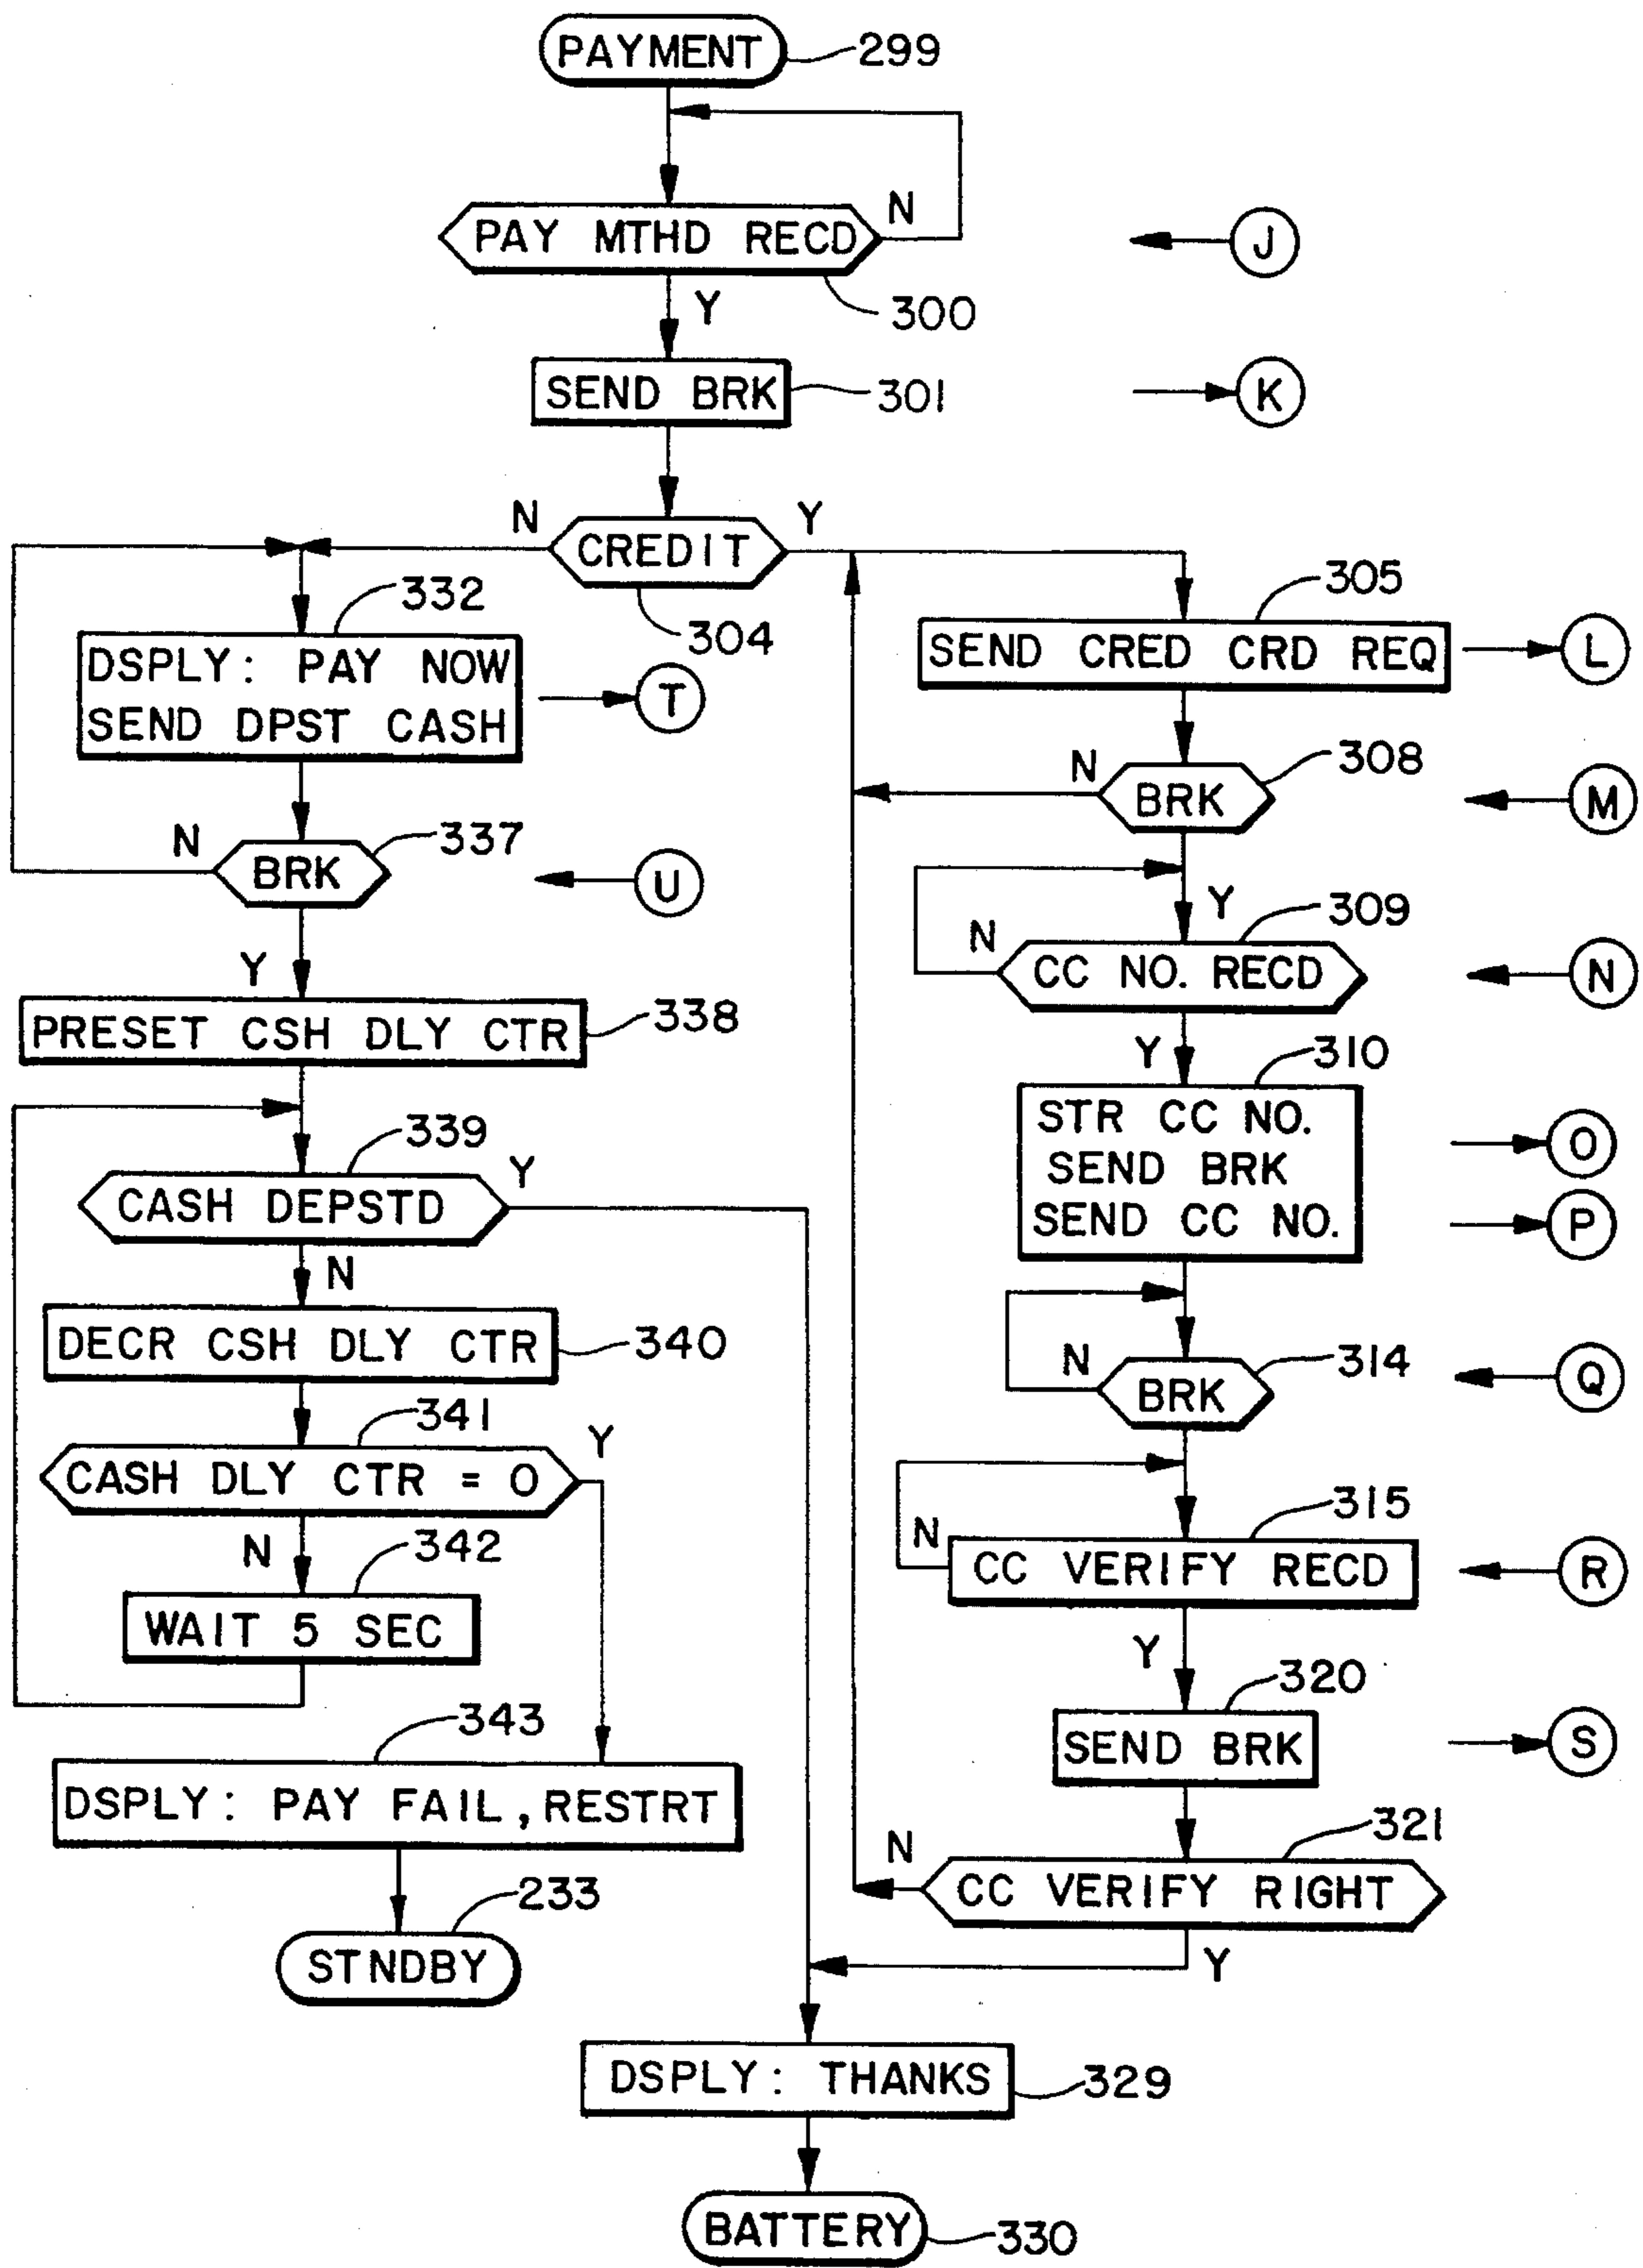 PAYMENT 299
PAY MTHD RECD N J
Y 300
SEND BRK 301 K
N CREDIT Y
304
332
DSPLY: PAY NOW
SEND DPST CASH
T
305
SEND CRED CRD REQ L
N BRK 308 M
N BRK 337 U
Y
Y 309
N CC NO. RECD N
PRESET CSH DLY CTR 338
Y 310
STR CC NO.
SEND BRK
SEND CC NO.
O
P
339
CASH DEPSTD Y
N
DECR CSH DLY CTR 340
N BRK 314 Q
341
CASH DLY CTR = 0 Y
N 342
WAIT 5 SEC
315
N CC VERIFY RECD R
Y 320
SEND BRK S
343
DSPLY: PAY FAIL, RESTRT
321
N CC VERIFY RIGHT
Y
233
STNDBY
DSPLY: THANKS 329
BATTERY 330